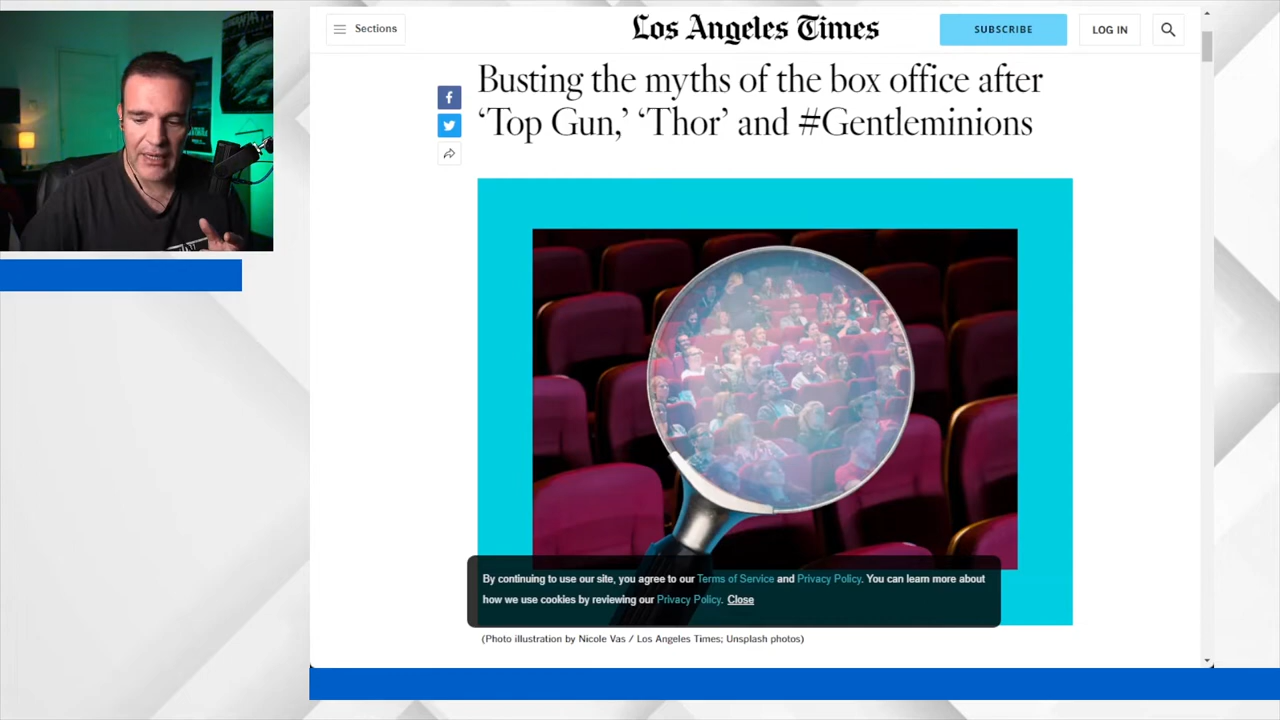 Sections
Los Angeles Times
SUBSCRIBE
LOG IN
Busting the myths of the box office after
‘Top Gun,’ ‘Thor’ and #Gentleminions
By continuing to use our site, you agree to our Terms of Service and Privacy Policy. You can learn more about
how we use cookies by reviewing our Privacy Policy. Close
(Photo illustration by Nicole Vas / Los Angeles Times; Unsplash photos)